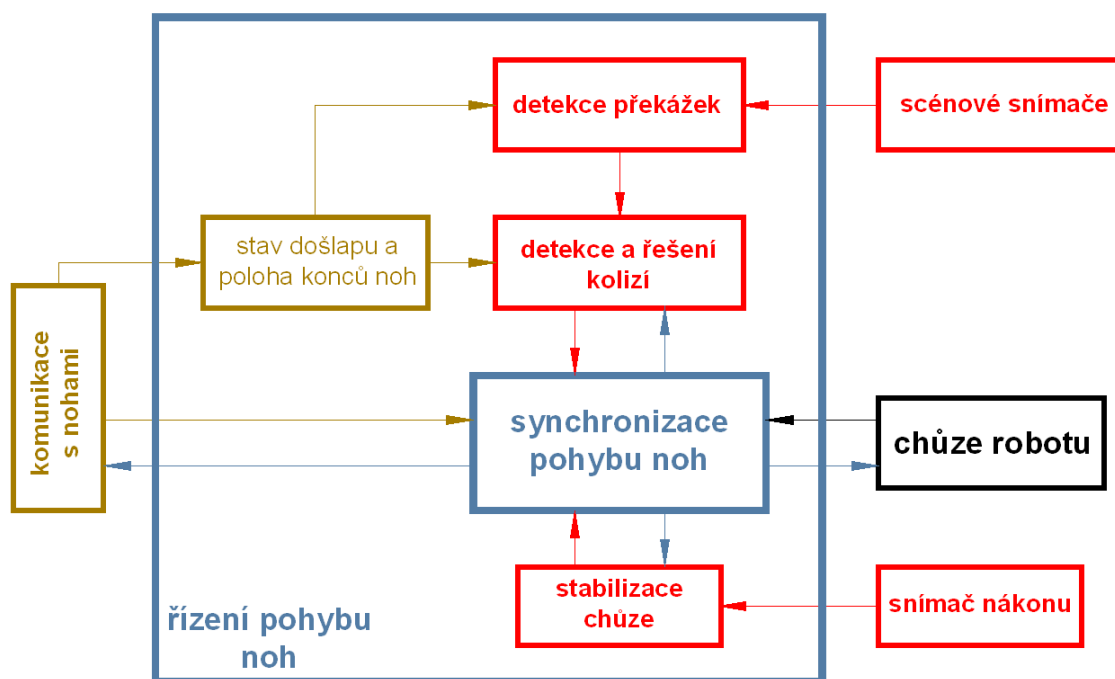 detekce překážek
scénové snímače
stav došlapu a
poloha konců noh
detekce a řešení
kolizí
komunikace
s nohami
synchronizace
pohybu noh
chůze robotu
stabilizace
chůze
snímač nákonu
řízení pohybu
noh